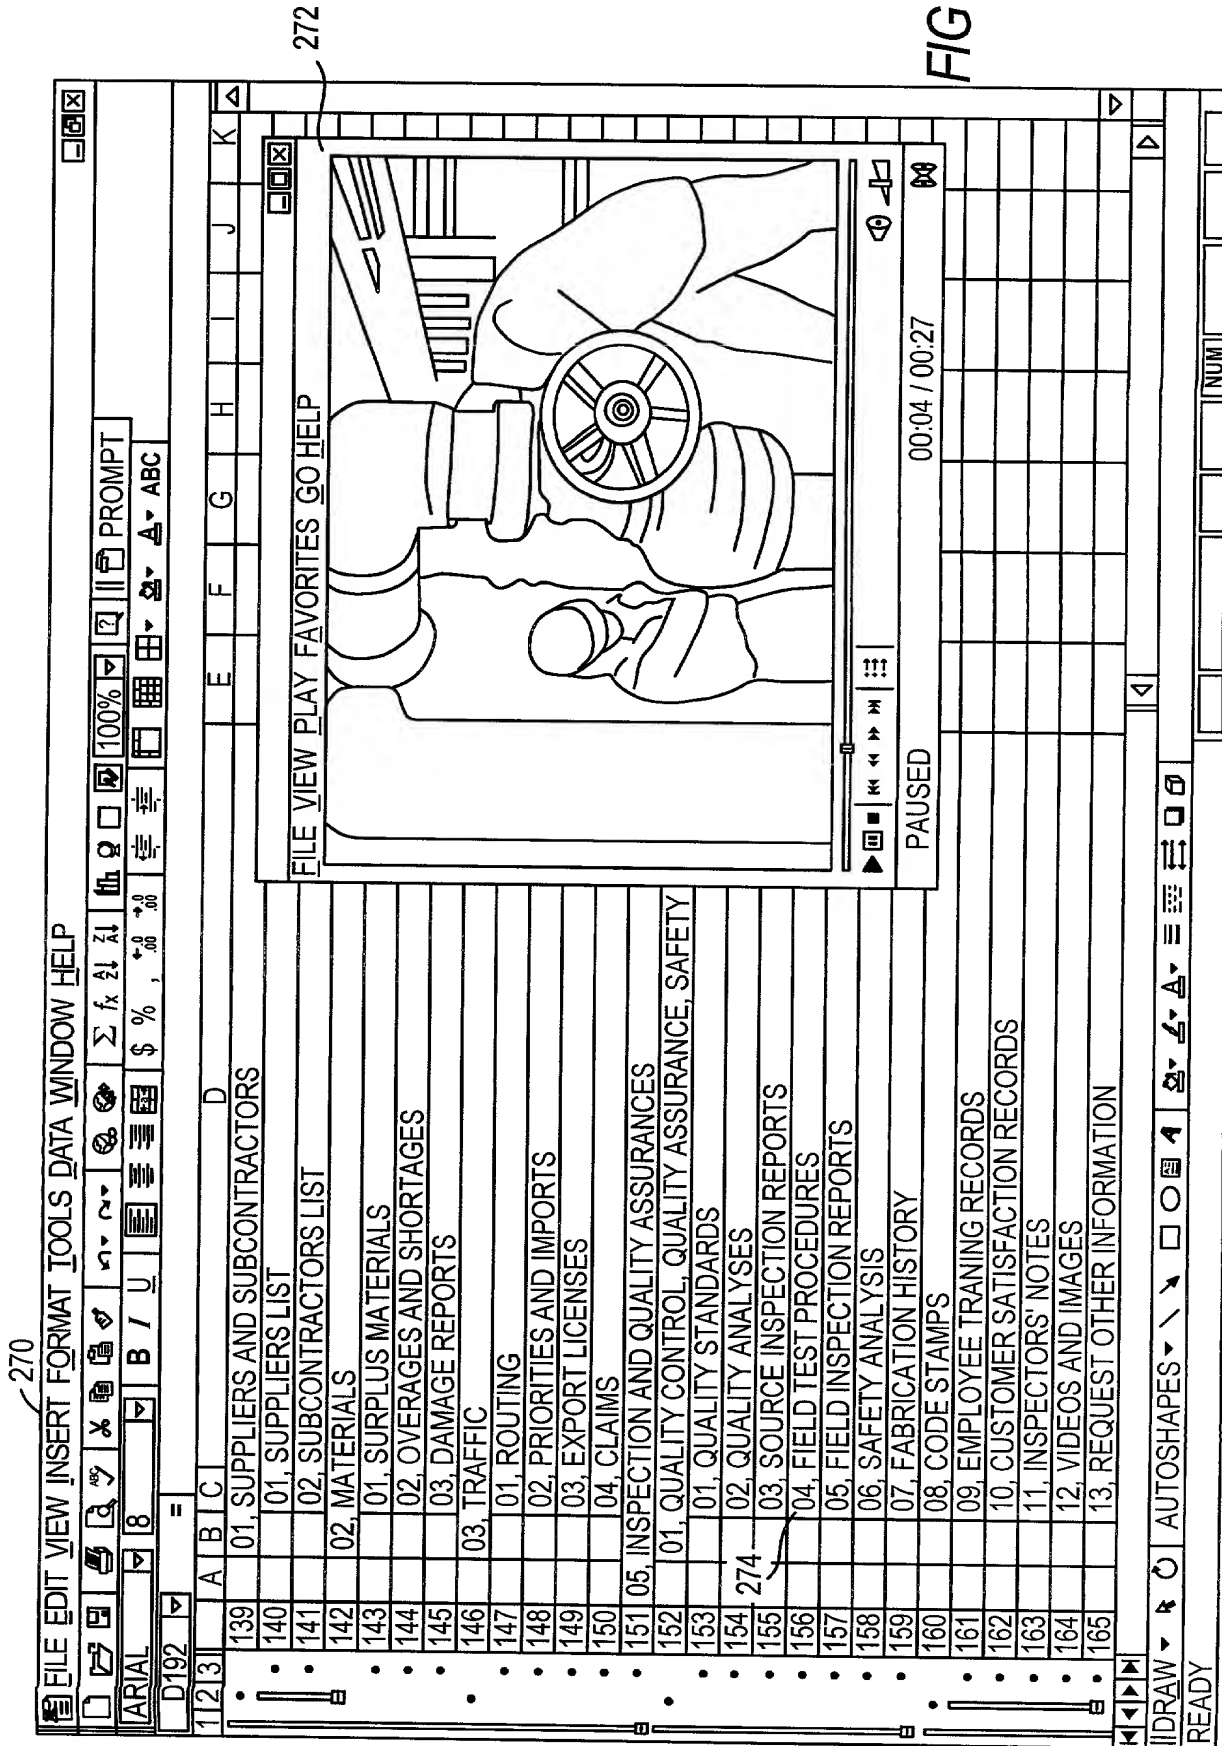 270
FILE EDIT VIEW INSERT FORMAT TOOLS DATA WINDOW HELP
ABC Σ fx 100% ? PROMPT
ARIAL 8 B I U $ % , .00 .00 A ABC
D192 =
1 2 3 A B C D E F G H I J K
139 01, SUPPLIERS AND SUBCONTRACTORS
140 01, SUPPLIERS LIST
141 02, SUBCONTRACTORS LIST
142 02, MATERIALS
143 01, SURPLUS MATERIALS
144 02, OVERAGES AND SHORTAGES
145 03, DAMAGE REPORTS
146 03, TRAFFIC
147 01, ROUTING
148 02, PRIORITIES AND IMPORTS
149 03, EXPORT LICENSES
150 04, CLAIMS
151 05, INSPECTION AND QUALITY ASSURANCES
152 01, QUALITY CONTROL, QUALITY ASSURANCE, SAFETY
153 01, QUALITY STANDARDS
154 02, QUALITY ANALYSES
155 03, SOURCE INSPECTION REPORTS
156 04, FIELD TEST PROCEDURES
157 05, FIELD INSPECTION REPORTS
158 06, SAFETY ANALYSIS
159 07, FABRICATION HISTORY
160 08, CODE STAMPS
161 09, EMPLOYEE TRAINING RECORDS
162 10, CUSTOMER SATISFACTION RECORDS
163 11, INSPECTORS' NOTES
164 12, VIDEOS AND IMAGES
165 13, REQUEST OTHER INFORMATION
274
272
FILE VIEW PLAY FAVORITES GO HELP
PAUSED 00:04 / 00:27
DRAW AUTOSHAPES A
READY NUM
FIG